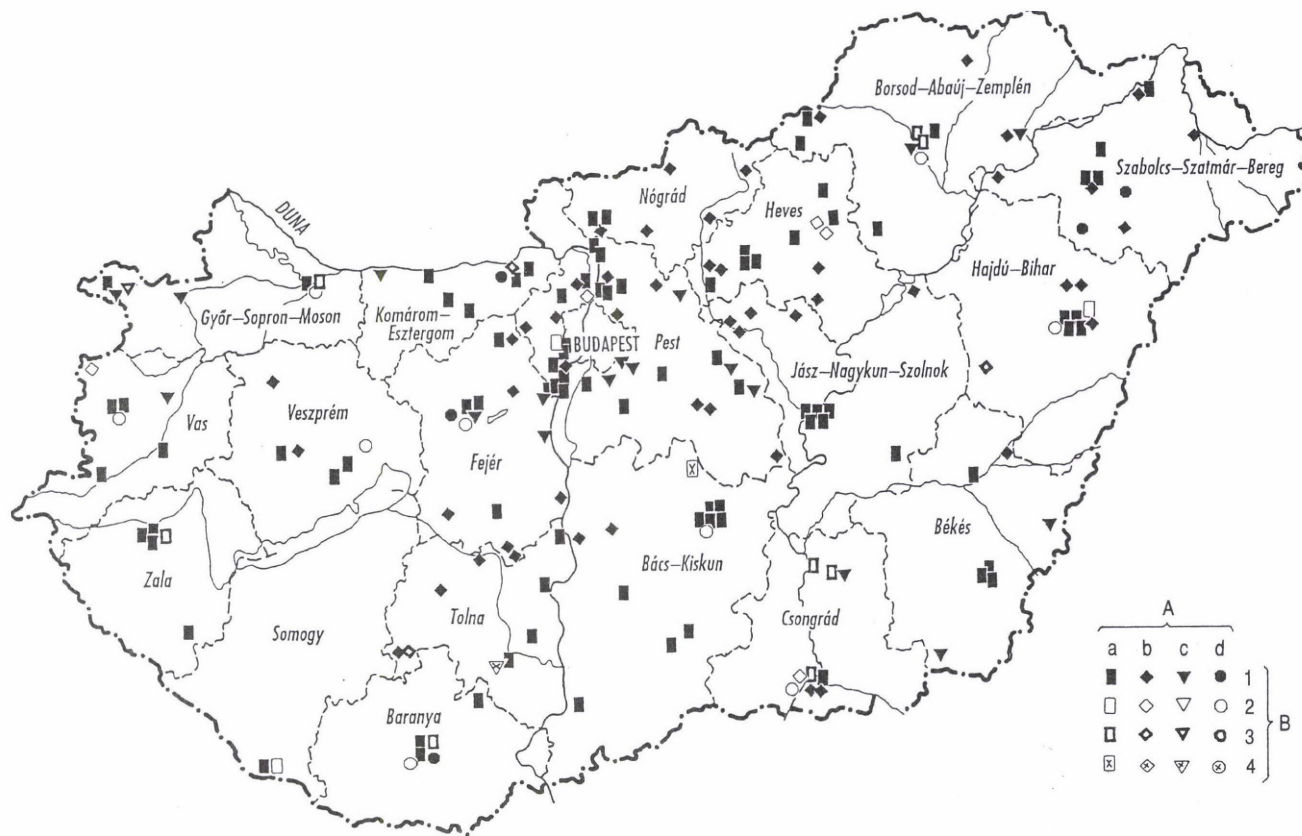 Borsod–Abaúj–Zemplén
Szabolcs–Szatmár–Bereg
Nógrád
Heves
DUNA
Hajdú–Bihar
Győr–Sopron–Moson
Komárom–
Esztergom
BUDAPEST
Pest
Jász–Nagykun–Szolnok
Vas
Veszprém
Fejér
Zala
Somogy
Tolna
Bács–Kiskun
Békés
Csongrád
Baranya
A
a b c d
1
2
3
4
B